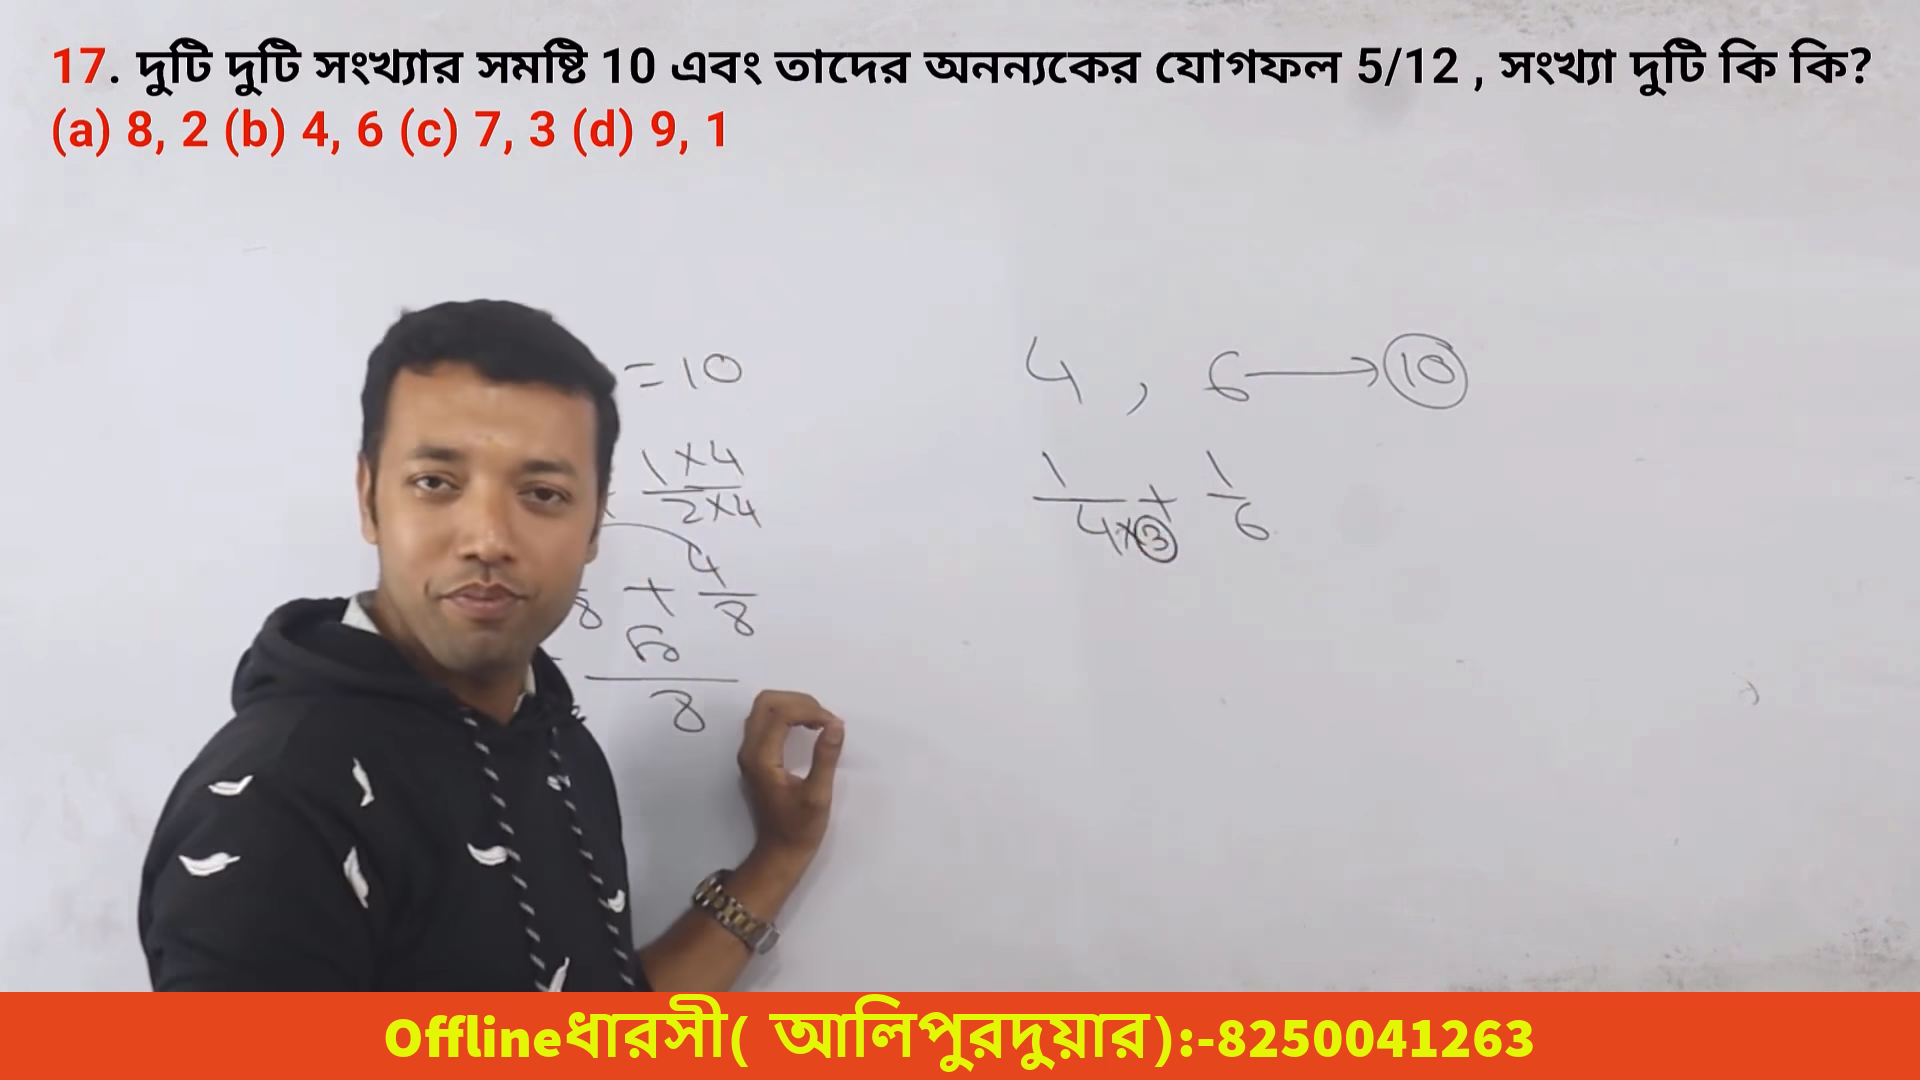 17. দুটি দুটি সংখ্যার সমষ্টি 10 এবং তাদের অনন্যকের যোগফল 5/12 , সংখ্যা দুটি কি কি?
(a) 8, 2 (b) 4, 6 (c) 7, 3 (d) 9, 1
= 10
4 , 6 → 10
1×4
2×4
1/4×3 + 1/6
8 + 4/8
8
Offlineধারসী( আলিপুরদুয়ার):-8250041263